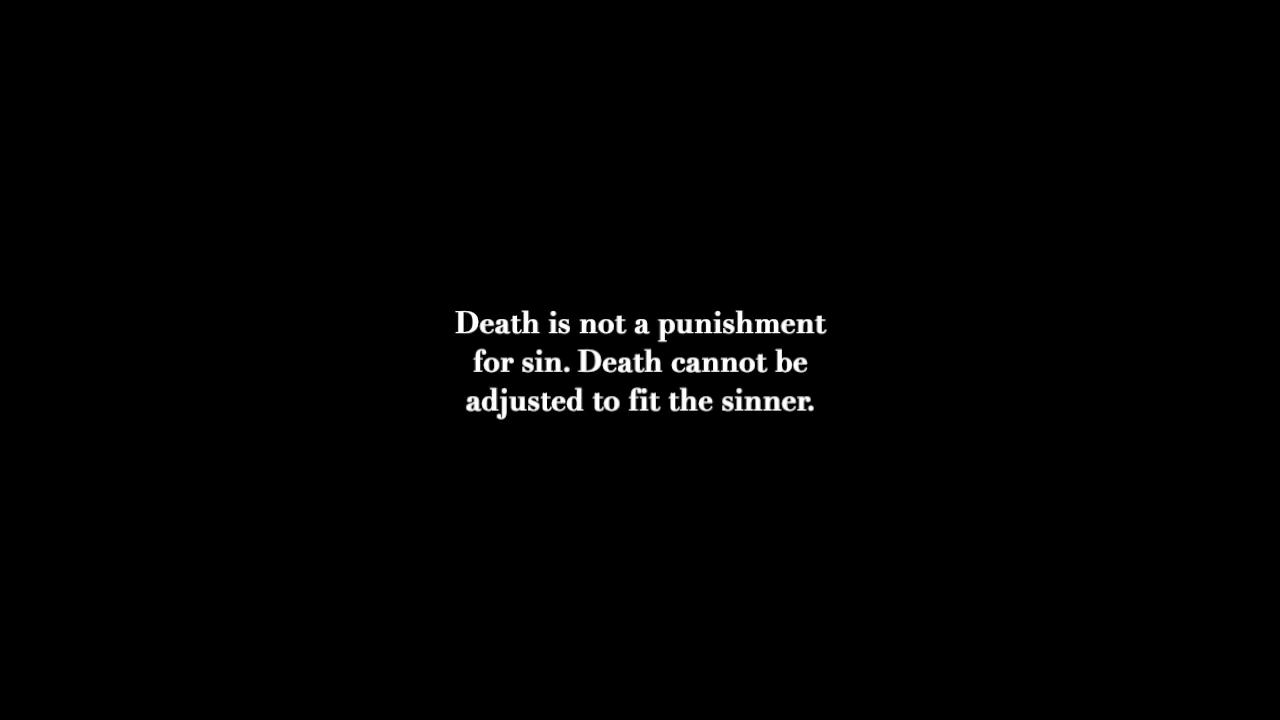 Death is not a punishment
for sin. Death cannot be
adjusted to fit the sinner.